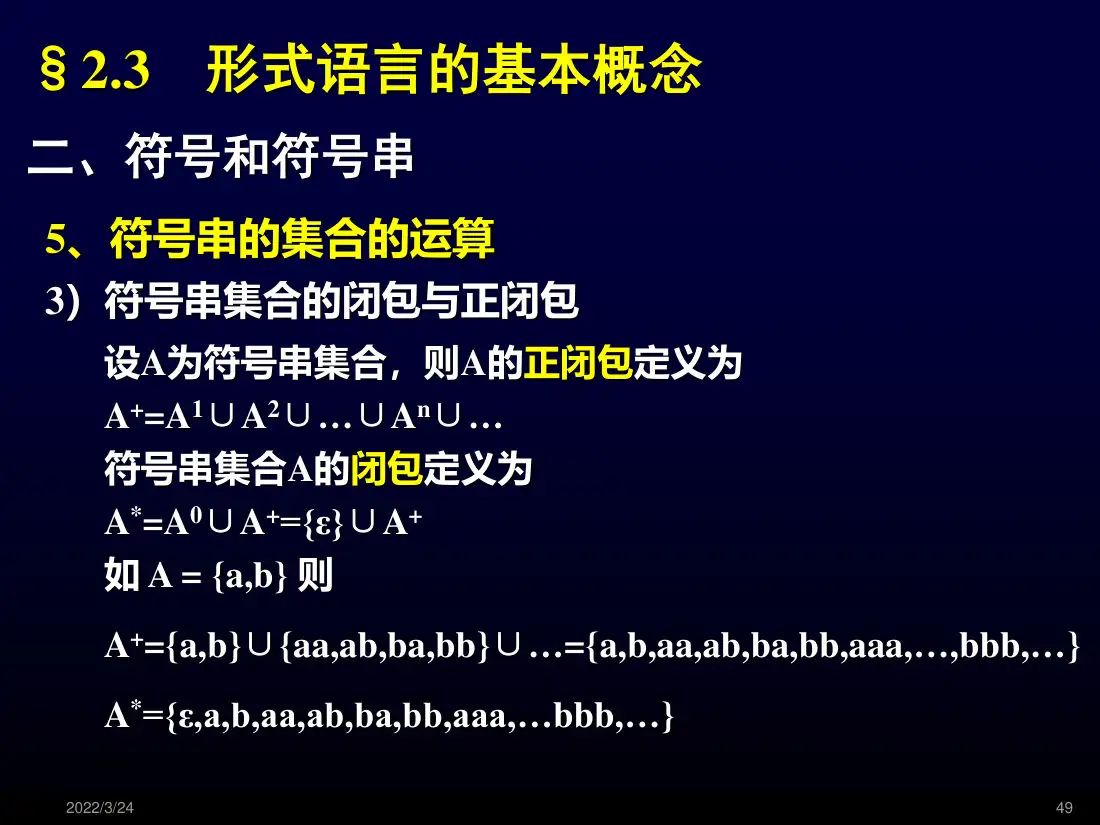 §2.3 形式语言的基本概念
二、符号和符号串
5、符号串的集合的运算
3）符号串集合的闭包与正闭包
设A为符号串集合，则A的正闭包定义为
A⁺=A¹∪A²∪…∪Aⁿ∪…
符号串集合A的闭包定义为
A*=A⁰∪A⁺={ε}∪A⁺
如 A = {a,b} 则
A⁺={a,b}∪{aa,ab,ba,bb}∪…={a,b,aa,ab,ba,bb,aaa,…,bbb,…}
A*={ε,a,b,aa,ab,ba,bb,aaa,…bbb,…}
2022/3/24
49